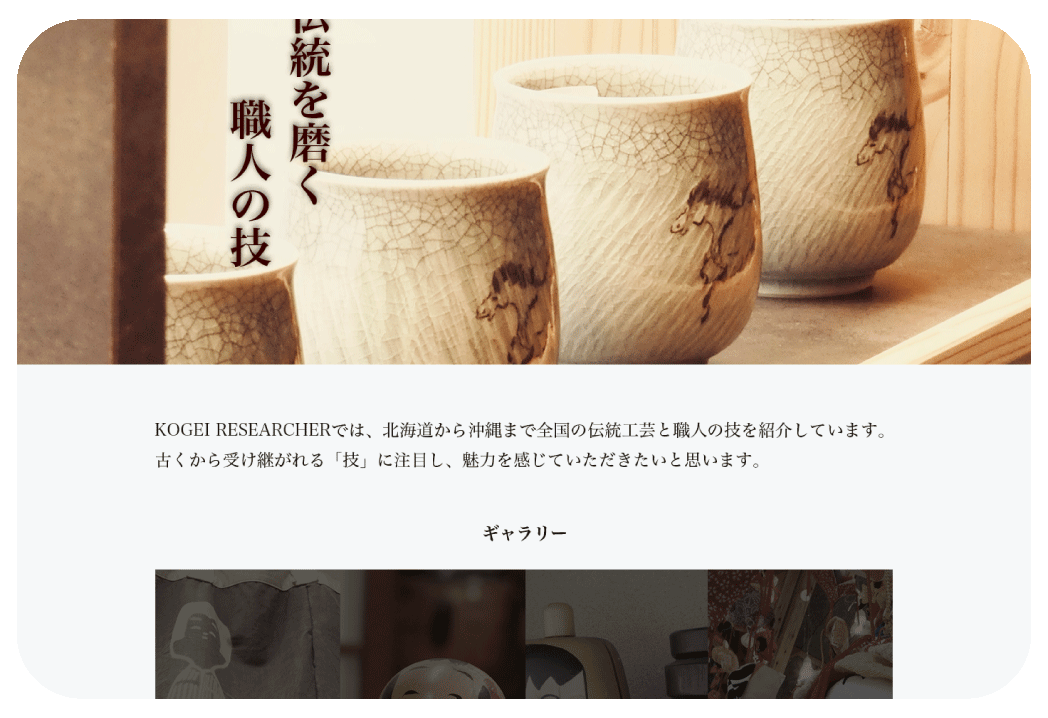 伝統を磨く
職人の技
KOGEI RESEARCHERでは、北海道から沖縄まで全国の伝統工芸と職人の技を紹介しています。
古くから受け継がれる「技」に注目し、魅力を感じていただきたいと思います。
ギャラリー